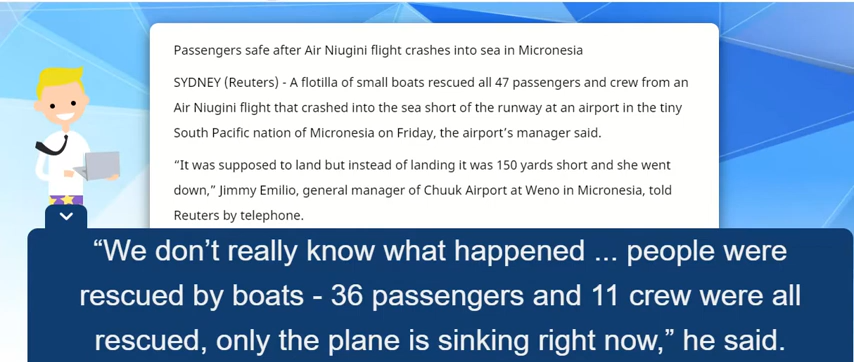 Passengers safe after Air Niugini flight crashes into sea in Micronesia
SYDNEY (Reuters) - A flotilla of small boats rescued all 47 passengers and crew from an
Air Niugini flight that crashed into the sea short of the runway at an airport in the tiny
South Pacific nation of Micronesia on Friday, the airport’s manager said.
“It was supposed to land but instead of landing it was 150 yards short and she went
down,” Jimmy Emilio, general manager of Chuuk Airport at Weno in Micronesia, told
Reuters by telephone.
“We don’t really know what happened ... people were
rescued by boats - 36 passengers and 11 crew were all
rescued, only the plane is sinking right now,” he said.